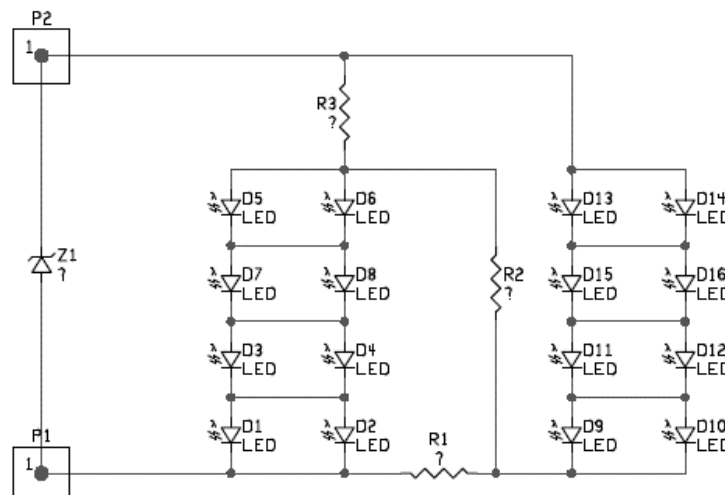 P2
1
R3
?
D5
LED
D6
LED
D13
LED
D14
LED
Z1
?
D7
LED
D8
LED
R2
?
D15
LED
D16
LED
D3
LED
D4
LED
D11
LED
D12
LED
P1
1
D1
LED
D2
LED
R1
?
D9
LED
D10
LED